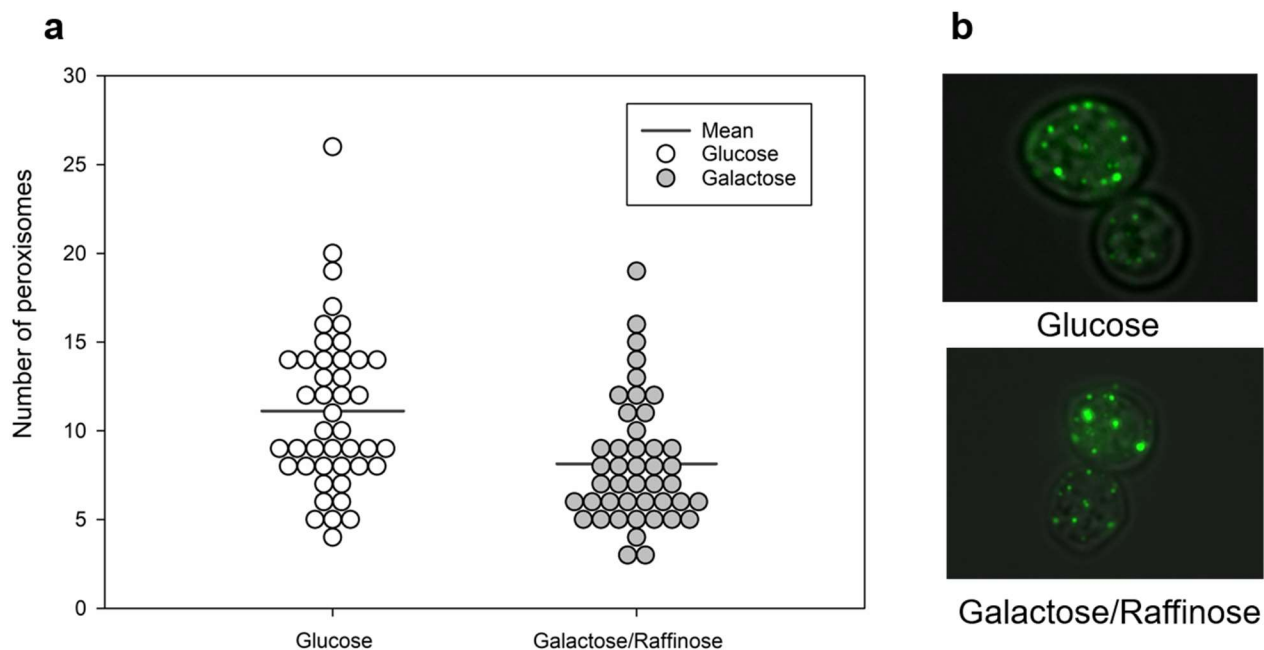 a
b
30
25
20
15
10
5
0
Number of peroxisomes
Mean
Glucose
Galactose
Glucose
Galactose/Raffinose
Glucose
Galactose/Raffinose